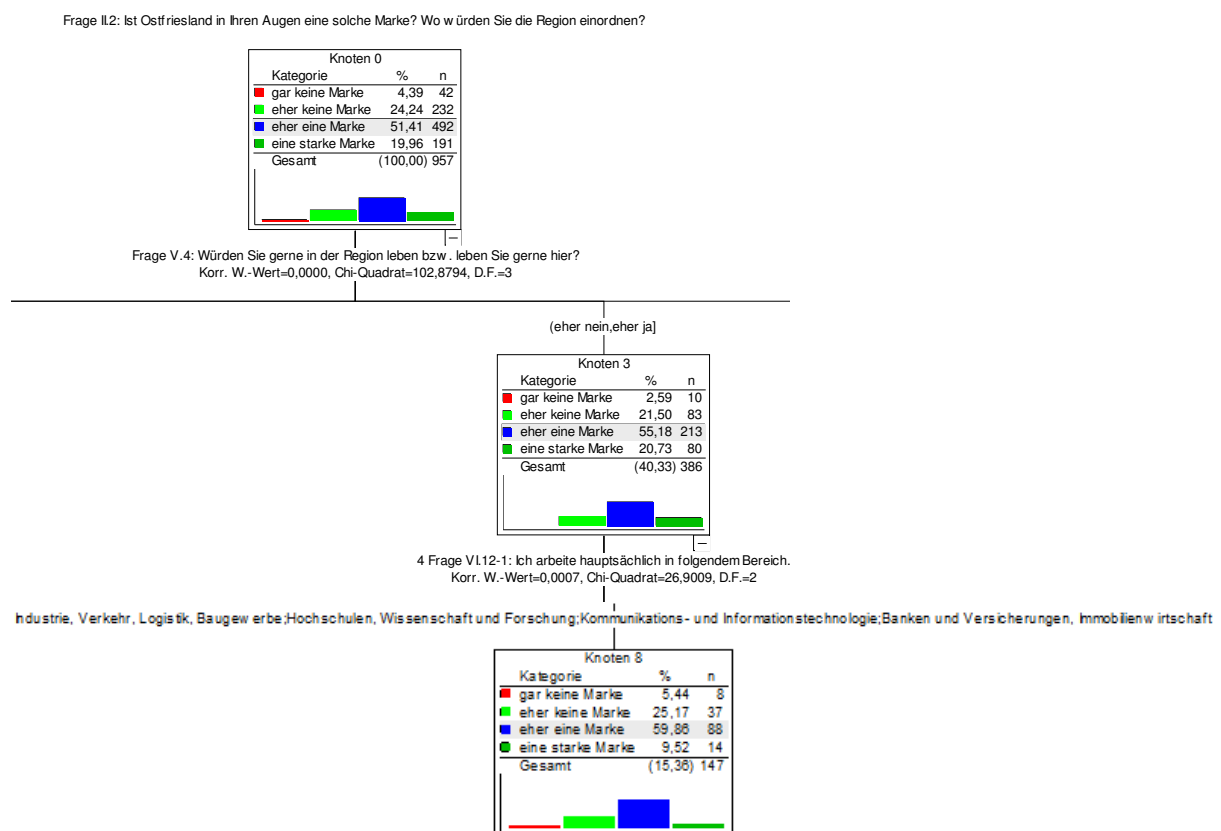 Frage II.2: Ist Ostfriesland in Ihren Augen eine solche Marke? Wo würden Sie die Region einordnen?
Knoten 0
Kategorie % n
gar keine Marke 4,39 42
eher keine Marke 24,24 232
eher eine Marke 51,41 492
eine starke Marke 19,96 191
Gesamt (100,00) 957
Frage V.4: Würden Sie gerne in der Region leben bzw. leben Sie gerne hier?
Korr. W.-Wert=0,0000, Chi-Quadrat=102,8794, D.F.=3
(eher nein,eher ja]
Knoten 3
Kategorie % n
gar keine Marke 2,59 10
eher keine Marke 21,50 83
eher eine Marke 55,18 213
eine starke Marke 20,73 80
Gesamt (40,33) 386
4 Frage VI.12-1: Ich arbeite hauptsächlich in folgendem Bereich.
Korr. W.-Wert=0,0007, Chi-Quadrat=26,9009, D.F.=2
Industrie, Verkehr, Logistik, Baugewerbe;Hochschulen, Wissenschaft und Forschung;Kommunikations- und Informationstechnologie;Banken und Versicherungen, Immobilienwirtschaft
Knoten 8
Kategorie % n
gar keine Marke 5,44 8
eher keine Marke 25,17 37
eher eine Marke 59,86 88
eine starke Marke 9,52 14
Gesamt (15,36) 147